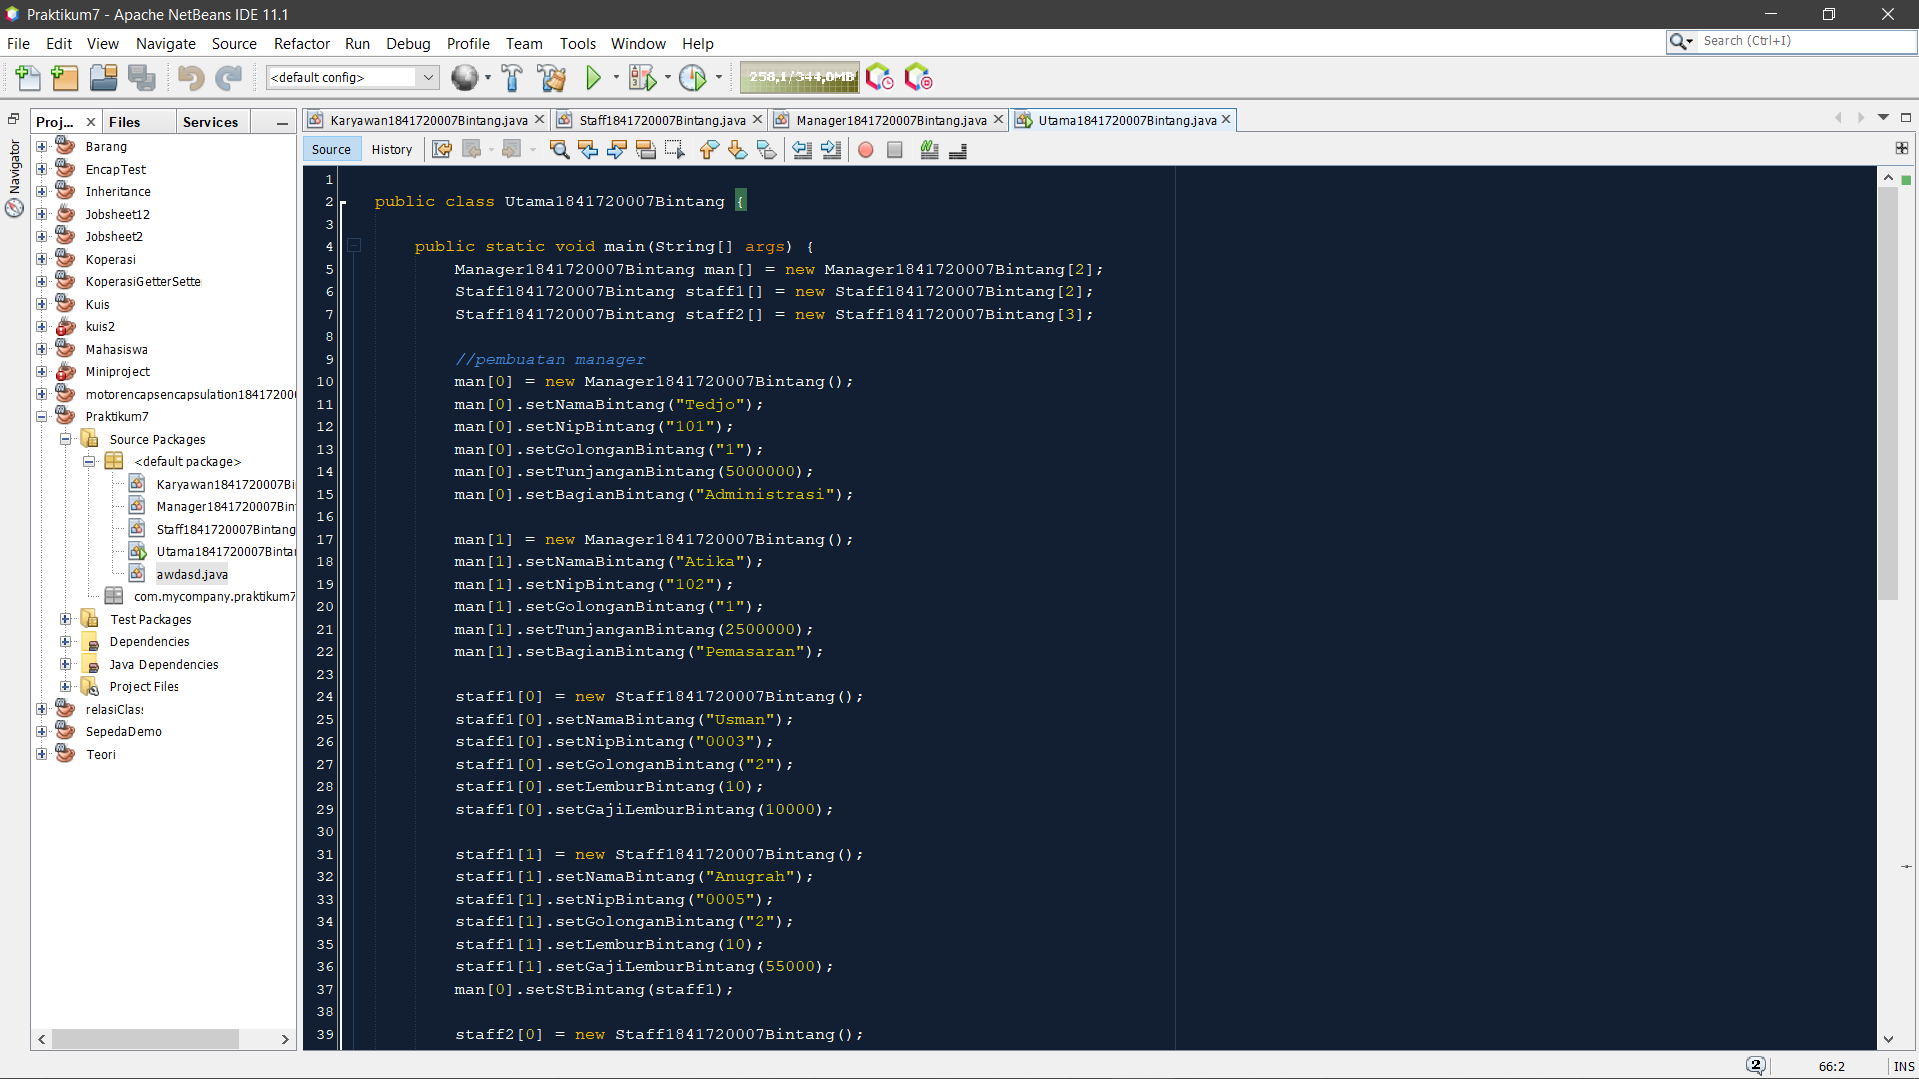 Praktikum7 - Apache NetBeans IDE 11.1
File Edit View Navigate Source Refactor Run Debug Profile Team Tools Window Help
Search (Ctrl+I)
<default config>
258,1/344,0MB
Proj... Files Services
Navigator
Barang
EncapTest
Inheritance
Jobsheet12
Jobsheet2
Koperasi
KoperasiGetterSette
Kuis
kuis2
Mahasiswa
Miniproject
motorencapsencapsulation18417200
Praktikum7
Source Packages
<default package>
Karyawan1841720007Bi
Manager1841720007Bin
Staff1841720007Bintang
Utama1841720007Binta
awdasd.java
com.mycompany.praktikum7
Test Packages
Dependencies
Java Dependencies
Project Files
relasiClass
SepedaDemo
Teori
Karyawan1841720007Bintang.java Staff1841720007Bintang.java Manager1841720007Bintang.java Utama1841720007Bintang.java
Source History
1
2 public class Utama1841720007Bintang {
3
4 public static void main(String[] args) {
5 Manager1841720007Bintang man[] = new Manager1841720007Bintang[2];
6 Staff1841720007Bintang staff1[] = new Staff1841720007Bintang[2];
7 Staff1841720007Bintang staff2[] = new Staff1841720007Bintang[3];
8
9 //pembuatan manager
10 man[0] = new Manager1841720007Bintang();
11 man[0].setNamaBintang("Tedjo");
12 man[0].setNipBintang("101");
13 man[0].setGolonganBintang("1");
14 man[0].setTunjanganBintang(5000000);
15 man[0].setBagianBintang("Administrasi");
16
17 man[1] = new Manager1841720007Bintang();
18 man[1].setNamaBintang("Atika");
19 man[1].setNipBintang("102");
20 man[1].setGolonganBintang("1");
21 man[1].setTunjanganBintang(2500000);
22 man[1].setBagianBintang("Pemasaran");
23
24 staff1[0] = new Staff1841720007Bintang();
25 staff1[0].setNamaBintang("Usman");
26 staff1[0].setNipBintang("0003");
27 staff1[0].setGolonganBintang("2");
28 staff1[0].setLemburBintang(10);
29 staff1[0].setGajiLemburBintang(10000);
30
31 staff1[1] = new Staff1841720007Bintang();
32 staff1[1].setNamaBintang("Anugrah");
33 staff1[1].setNipBintang("0005");
34 staff1[1].setGolonganBintang("2");
35 staff1[1].setLemburBintang(10);
36 staff1[1].setGajiLemburBintang(55000);
37 man[0].setStBintang(staff1);
38
39 staff2[0] = new Staff1841720007Bintang();
2 66:2 INS